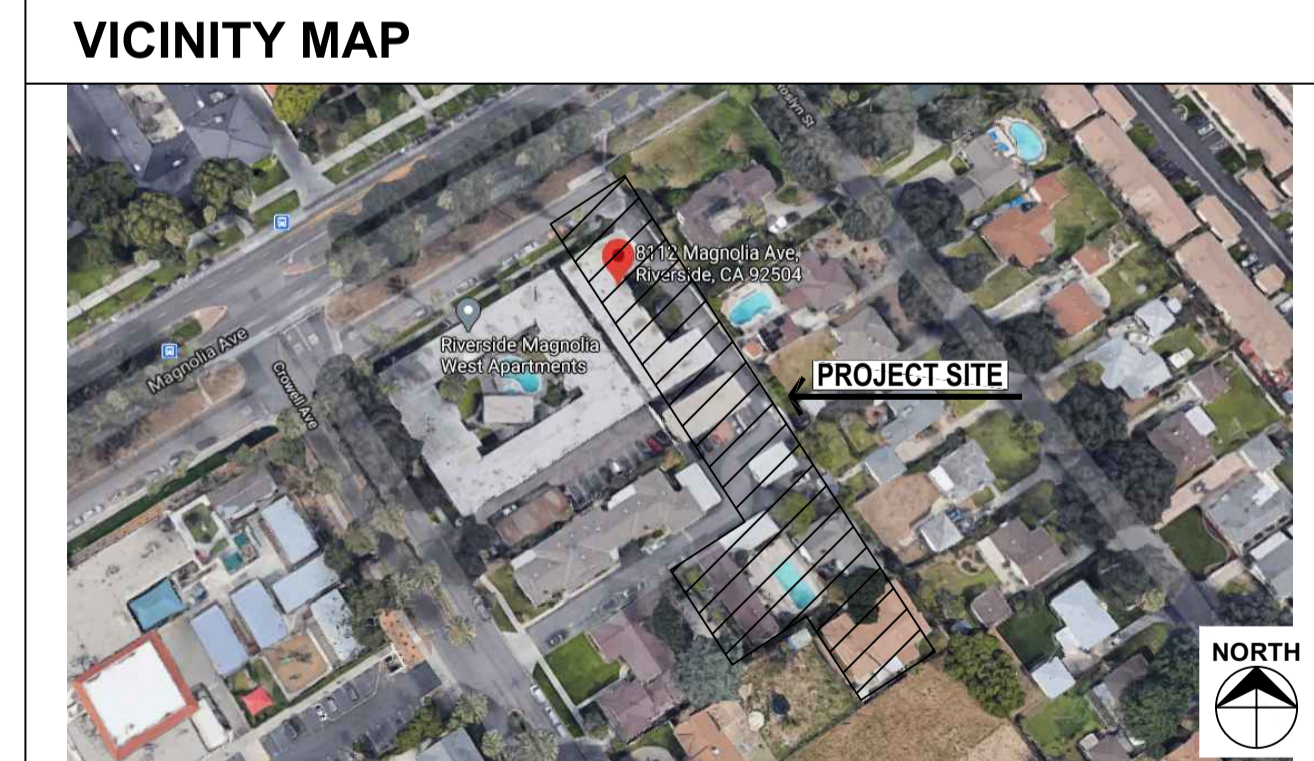 VICINITY MAP
8112 Magnolia Ave,
Riverside, CA 92504
Riverside Magnolia
West Apartments
Magnolia Ave
Crowell Ave
PROJECT SITE
NORTH